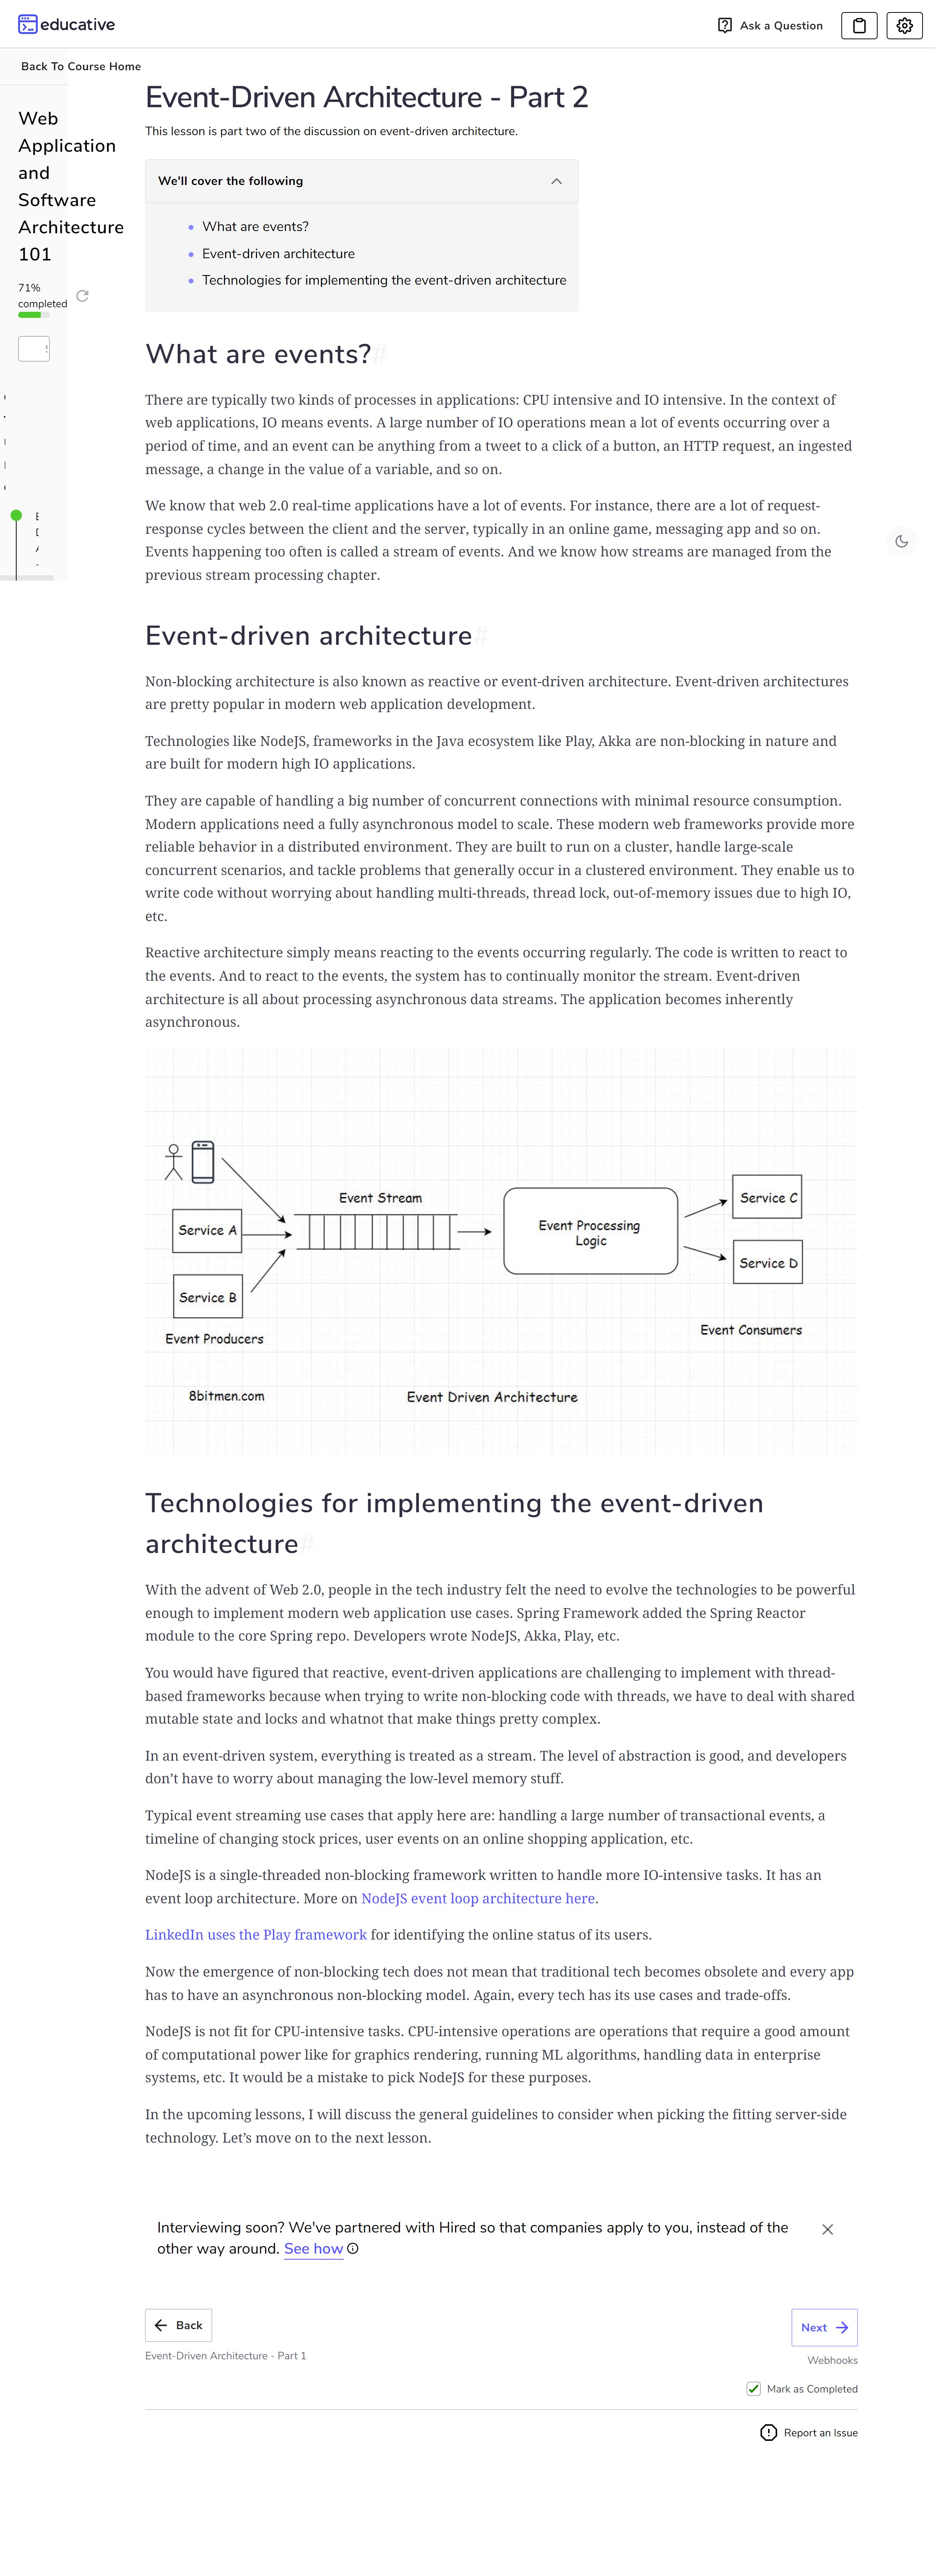 educative
Ask a Question
Back To Course Home
Web
Application
and
Software
Architecture
101
71%
completed
Event-Driven Architecture - Part 2
This lesson is part two of the discussion on event-driven architecture.
We'll cover the following
What are events?
Event-driven architecture
Technologies for implementing the event-driven architecture
What are events?#
There are typically two kinds of processes in applications: CPU intensive and IO intensive. In the context of
web applications, IO means events. A large number of IO operations mean a lot of events occurring over a
period of time, and an event can be anything from a tweet to a click of a button, an HTTP request, an ingested
message, a change in the value of a variable, and so on.
We know that web 2.0 real-time applications have a lot of events. For instance, there are a lot of request-
response cycles between the client and the server, typically in an online game, messaging app and so on.
Events happening too often is called a stream of events. And we know how streams are managed from the
previous stream processing chapter.
Event-driven architecture#
Non-blocking architecture is also known as reactive or event-driven architecture. Event-driven architectures
are pretty popular in modern web application development.
Technologies like NodeJS, frameworks in the Java ecosystem like Play, Akka are non-blocking in nature and
are built for modern high IO applications.
They are capable of handling a big number of concurrent connections with minimal resource consumption.
Modern applications need a fully asynchronous model to scale. These modern web frameworks provide more
reliable behavior in a distributed environment. They are built to run on a cluster, handle large-scale
concurrent scenarios, and tackle problems that generally occur in a clustered environment. They enable us to
write code without worrying about handling multi-threads, thread lock, out-of-memory issues due to high IO,
etc.
Reactive architecture simply means reacting to the events occurring regularly. The code is written to react to
the events. And to react to the events, the system has to continually monitor the stream. Event-driven
architecture is all about processing asynchronous data streams. The application becomes inherently
asynchronous.
Event Stream
Service A
Service B
Event Producers
Event Processing
Logic
Service C
Service D
Event Consumers
8bitmen.com
Event Driven Architecture
Technologies for implementing the event-driven
architecture#
With the advent of Web 2.0, people in the tech industry felt the need to evolve the technologies to be powerful
enough to implement modern web application use cases. Spring Framework added the Spring Reactor
module to the core Spring repo. Developers wrote NodeJS, Akka, Play, etc.
You would have figured that reactive, event-driven applications are challenging to implement with thread-
based frameworks because when trying to write non-blocking code with threads, we have to deal with shared
mutable state and locks and whatnot that make things pretty complex.
In an event-driven system, everything is treated as a stream. The level of abstraction is good, and developers
don’t have to worry about managing the low-level memory stuff.
Typical event streaming use cases that apply here are: handling a large number of transactional events, a
timeline of changing stock prices, user events on an online shopping application, etc.
NodeJS is a single-threaded non-blocking framework written to handle more IO-intensive tasks. It has an
event loop architecture. More on NodeJS event loop architecture here.
LinkedIn uses the Play framework for identifying the online status of its users.
Now the emergence of non-blocking tech does not mean that traditional tech becomes obsolete and every app
has to have an asynchronous non-blocking model. Again, every tech has its use cases and trade-offs.
NodeJS is not fit for CPU-intensive tasks. CPU-intensive operations are operations that require a good amount
of computational power like for graphics rendering, running ML algorithms, handling data in enterprise
systems, etc. It would be a mistake to pick NodeJS for these purposes.
In the upcoming lessons, I will discuss the general guidelines to consider when picking the fitting server-side
technology. Let’s move on to the next lesson.
Interviewing soon? We've partnered with Hired so that companies apply to you, instead of the
other way around. See how
Back
Event-Driven Architecture - Part 1
Next
Webhooks
Mark as Completed
Report an Issue